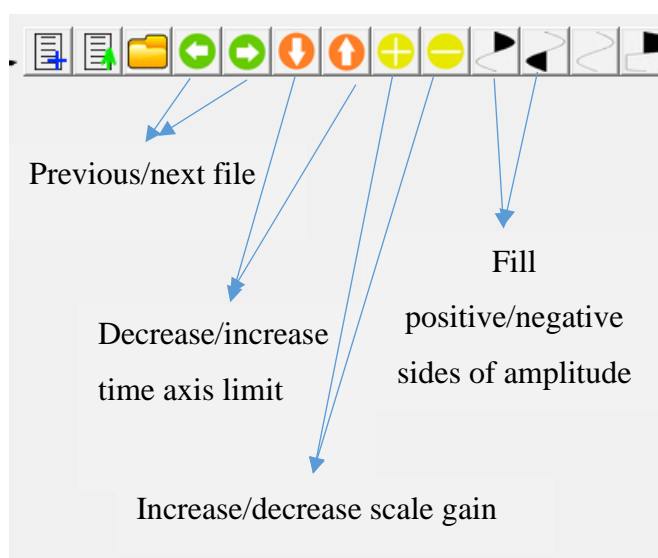 Previous/next file
Fill
positive/negative
sides of amplitude
Decrease/increase
time axis limit
Increase/decrease scale gain